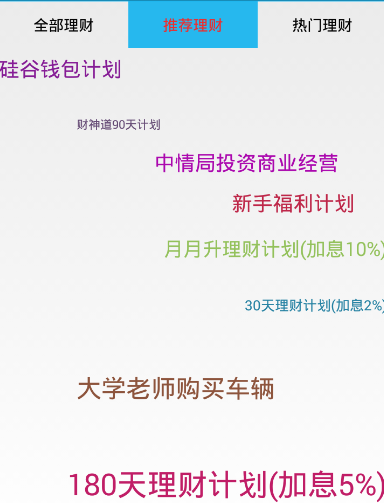 全部理财 推荐理财 热门理财
硅谷钱包计划
财神道90天计划
中情局投资商业经营
新手福利计划
月月升理财计划(加息10%)
30天理财计划(加息2%)
大学老师购买车辆
180天理财计划(加息5%)